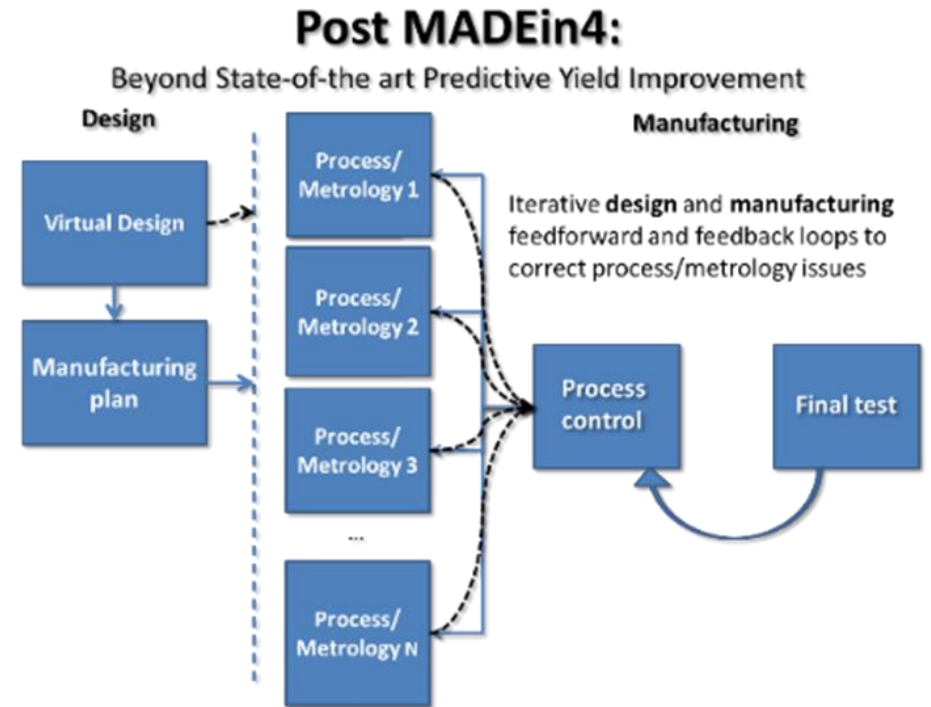 Post MADEin4:
Beyond State-of-the art Predictive Yield Improvement
Design
Manufacturing
Virtual Design
Manufacturing
plan
Process/
Metrology 1
Process/
Metrology 2
Process/
Metrology 3
...
Process/
Metrology N
Iterative design and manufacturing
feedforward and feedback loops to
correct process/metrology issues
Process
control
Final test